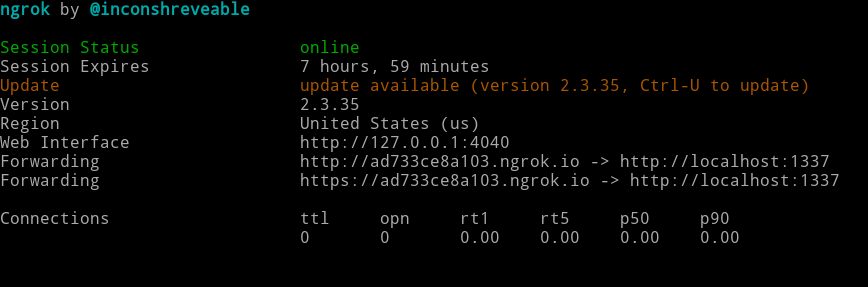 ngrok by @inconshreveable
Session Status online
Session Expires 7 hours, 59 minutes
Update update available (version 2.3.35, Ctrl-U to update)
Version 2.3.35
Region United States (us)
Web Interface http://127.0.0.1:4040
Forwarding http://ad733ce8a103.ngrok.io -> http://localhost:1337
Forwarding https://ad733ce8a103.ngrok.io -> http://localhost:1337
Connections ttl opn rt1 rt5 p50 p90
0 0 0.00 0.00 0.00 0.00